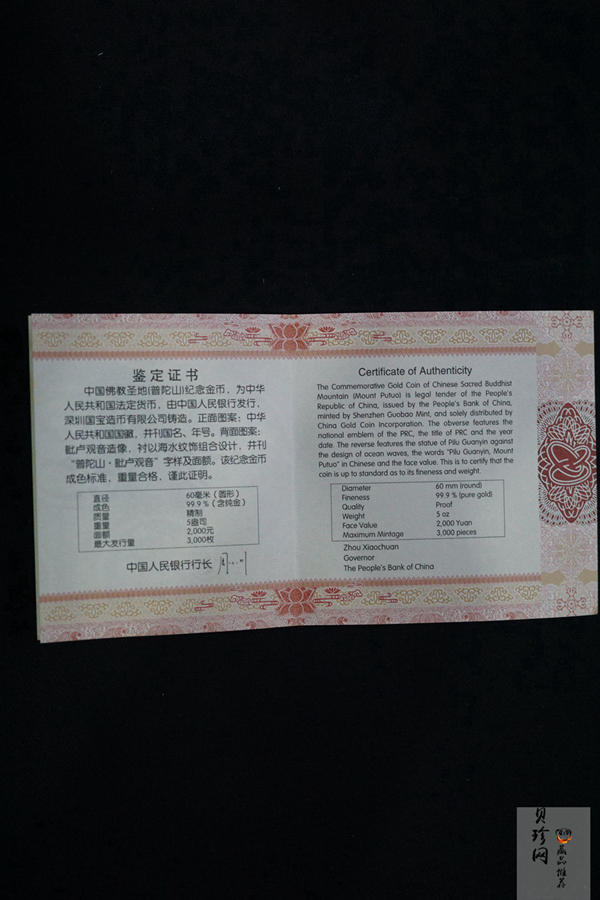 鉴定证书
中国佛教圣地(普陀山)纪念金币，为中华
人民共和国法定货币，由中国人民银行发行，
深圳国宝造币有限公司铸造。正面图案：中华
人民共和国国徽，并刊国名、年号。背面图案：
毗卢观音造像，衬以海水纹饰组合设计，并刊
“普陀山·毗卢观音”字样及面额。该纪念金币
成色标准，重量合格，谨此证明。
直径 60毫米（圆形）
成色 99.9％（含纯金）
质量 精制
重量 5盎司
面额 2,000元
最大发行量 3,000枚
中国人民银行行长
Certificate of Authenticity
The Commemorative Gold Coin of Chinese Sacred Buddhist
Mountain (Mount Putuo) is legal tender of the People's
Republic of China, issued by the People's Bank of China,
minted by Shenzhen Guobao Mint, and solely distributed by
China Gold Coin Incorporation. The obverse features the
national emblem of the PRC, the title of PRC and the year
date. The reverse features the statue of Pilu Guanyin against
the design of ocean waves, the words "Pilu Guanyin, Mount
Putuo" in Chinese and the face value. This is to certify that the
coin is up to standard as to its fineness and weight.
Diameter 60 mm (round)
Fineness 99.9 % (pure gold)
Quality Proof
Weight 5 oz
Face Value 2,000 Yuan
Maximum Mintage 3,000 pieces
Zhou Xiaochuan
Governor
The People's Bank of China
贝珍网
藏品推荐